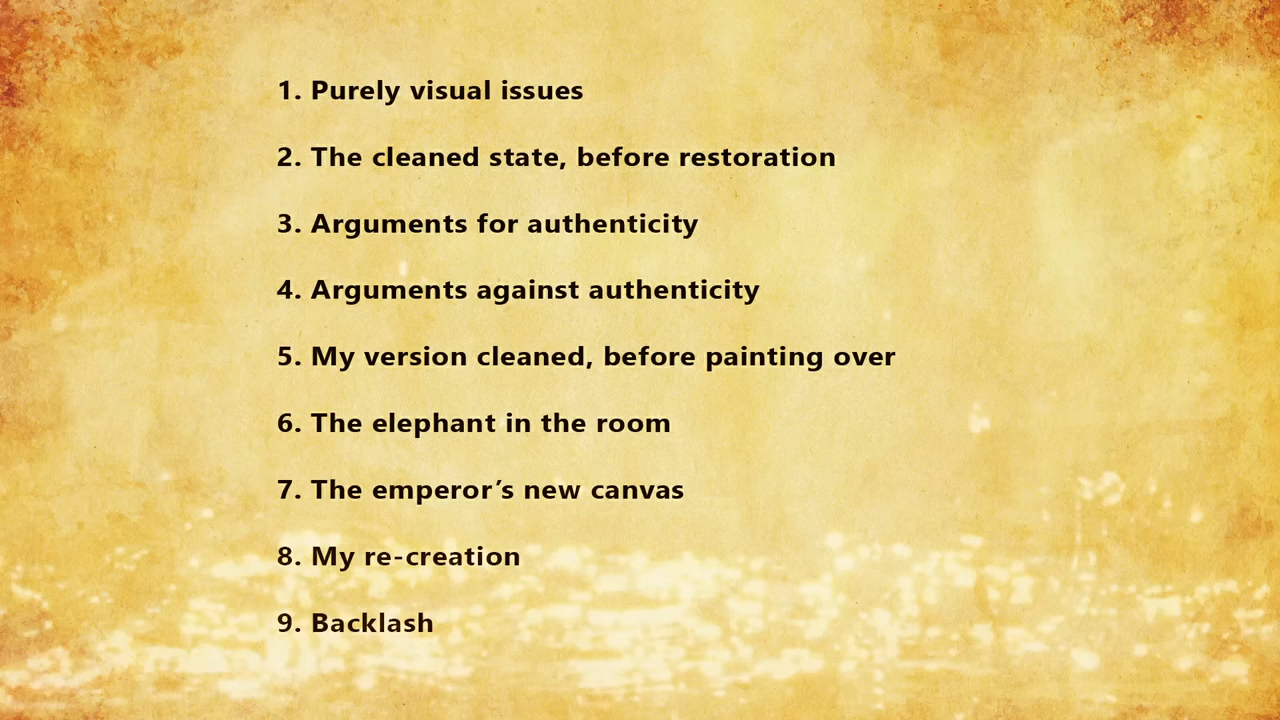 1. Purely visual issues
2. The cleaned state, before restoration
3. Arguments for authenticity
4. Arguments against authenticity
5. My version cleaned, before painting over
6. The elephant in the room
7. The emperor’s new canvas
8. My re-creation
9. Backlash